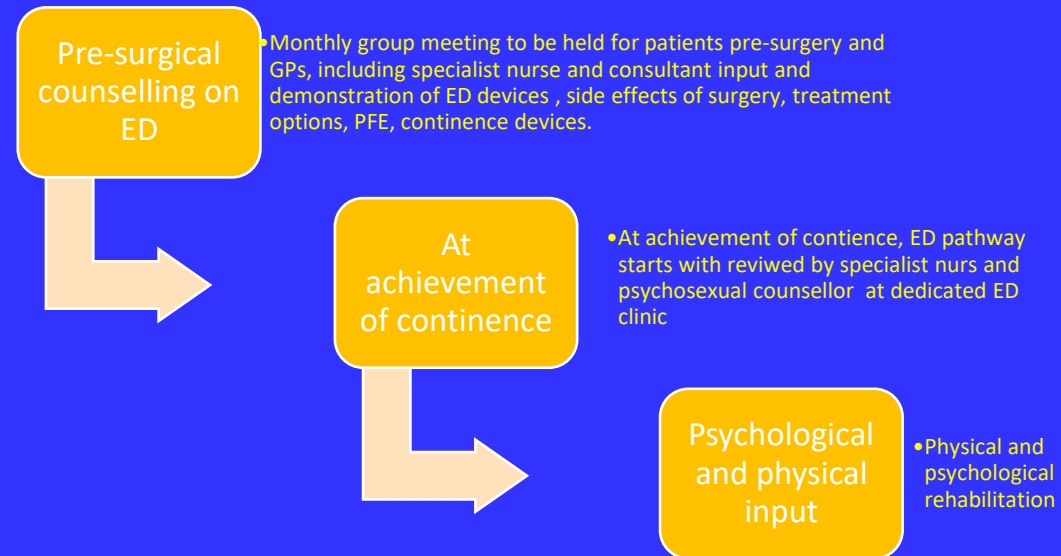 Pre-surgical
counselling on
ED
•Monthly group meeting to be held for patients pre-surgery and
GPs, including specialist nurse and consultant input and
demonstration of ED devices , side effects of surgery, treatment
options, PFE, continence devices.
At
achievement
of continence
•At achievement of contience, ED pathway
starts with reviwed by specialist nurs and
psychosexual counsellor at dedicated ED
clinic
Psychological
and physical
input
•Physical and
psychological
rehabilitation